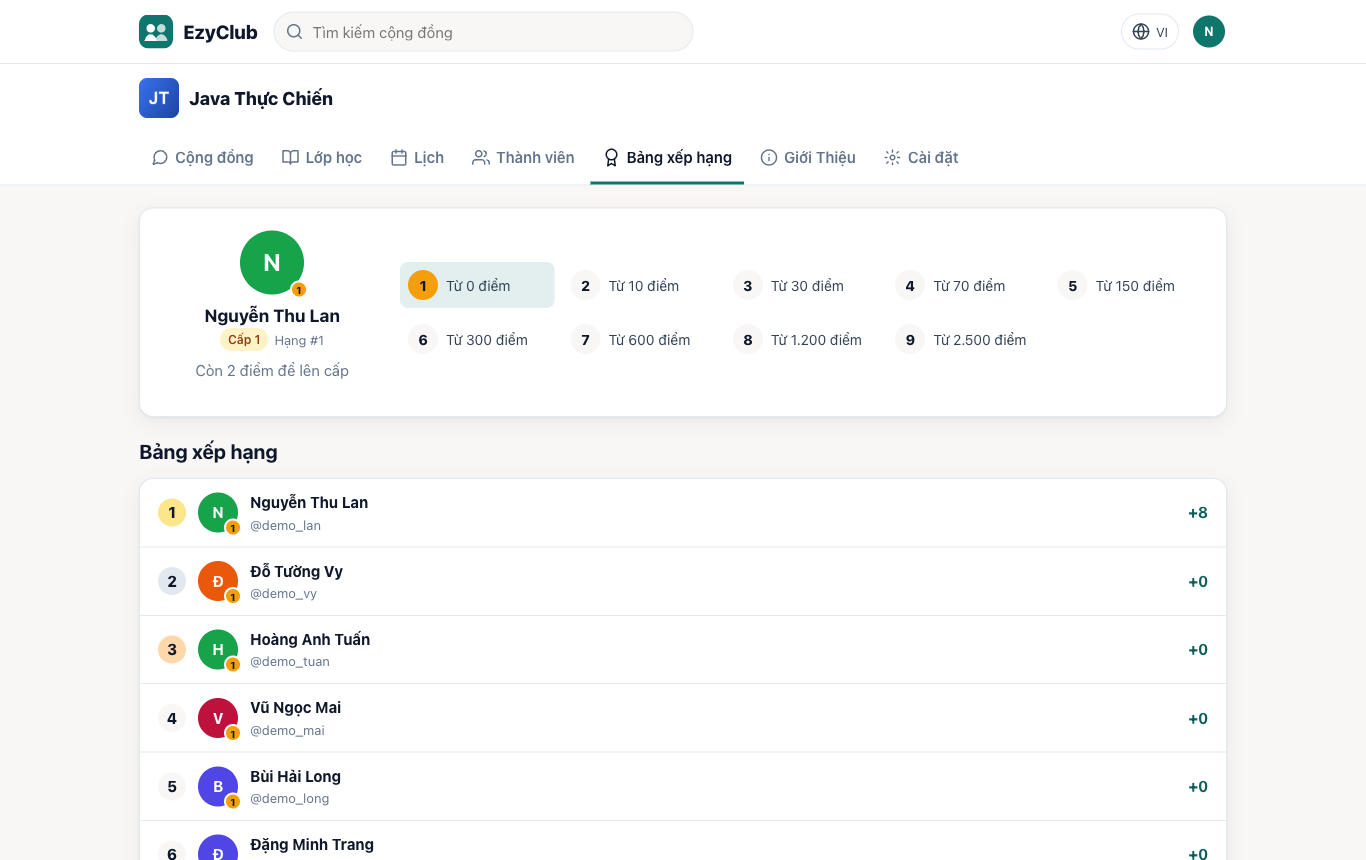 EzyClub
Tìm kiếm cộng đồng
VI
N
JT
Java Thực Chiến
Cộng đồng
Lớp học
Lịch
Thành viên
Bảng xếp hạng
Giới Thiệu
Cài đặt
N
1
Nguyễn Thu Lan
Cấp 1 Hạng #1
Còn 2 điểm để lên cấp
1 Từ 0 điểm
2 Từ 10 điểm
3 Từ 30 điểm
4 Từ 70 điểm
5 Từ 150 điểm
6 Từ 300 điểm
7 Từ 600 điểm
8 Từ 1.200 điểm
9 Từ 2.500 điểm
Bảng xếp hạng
1 N 1 Nguyễn Thu Lan +8
@demo_lan
2 Đ 1 Đỗ Tường Vy +0
@demo_vy
3 H 1 Hoàng Anh Tuấn +0
@demo_tuan
4 V 1 Vũ Ngọc Mai +0
@demo_mai
5 B 1 Bùi Hải Long +0
@demo_long
6 Đ Đặng Minh Trang +0